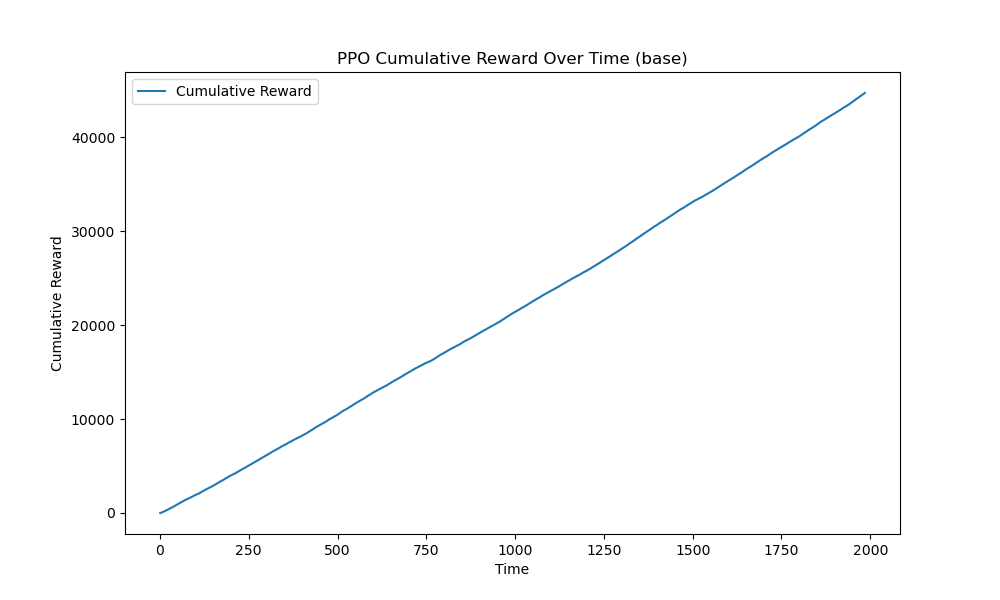 PPO Cumulative Reward Over Time (base)
Cumulative Reward
40000
30000
20000
10000
0
Cumulative Reward
0 250 500 750 1000 1250 1500 1750 2000
Time